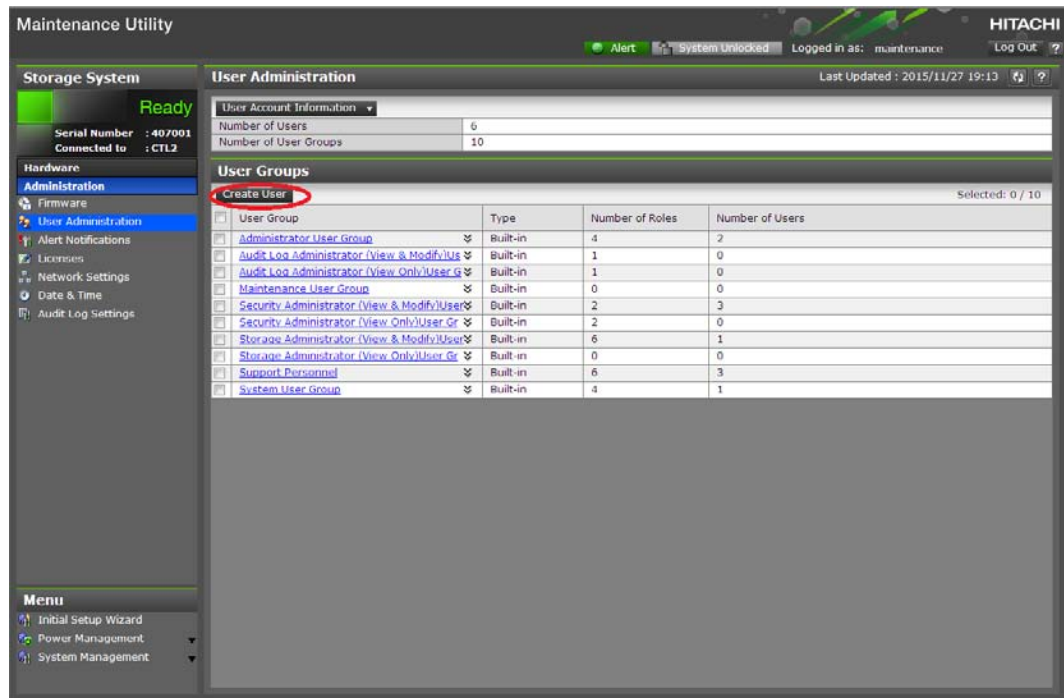 Maintenance Utility
HITACHI
Alert
System Unlocked
Logged in as: maintenance
Log Out ?
Storage System
Ready
Serial Number : 407001
Connected to : CTL2
Hardware
Administration
Firmware
User Administration
Alert Notifications
Licenses
Network Settings
Date & Time
Audit Log Settings
Menu
Initial Setup Wizard
Power Management
System Management
User Administration
Last Updated : 2015/11/27 19:13 ?
User Account Information
Number of Users 6
Number of User Groups 10
User Groups
Create User
Selected: 0 / 10
User Group Type Number of Roles Number of Users
Administrator User Group Built-in 4 2
Audit Log Administrator (View & Modify)Us Built-in 1 0
Audit Log Administrator (View Only)User G Built-in 1 0
Maintenance User Group Built-in 0 0
Security Administrator (View & Modify)User Built-in 2 3
Security Administrator (View Only)User Gr Built-in 2 0
Storage Administrator (View & Modify)User Built-in 6 1
Storage Administrator (View Only)User Gr Built-in 0 0
Support Personnel Built-in 6 3
System User Group Built-in 4 1